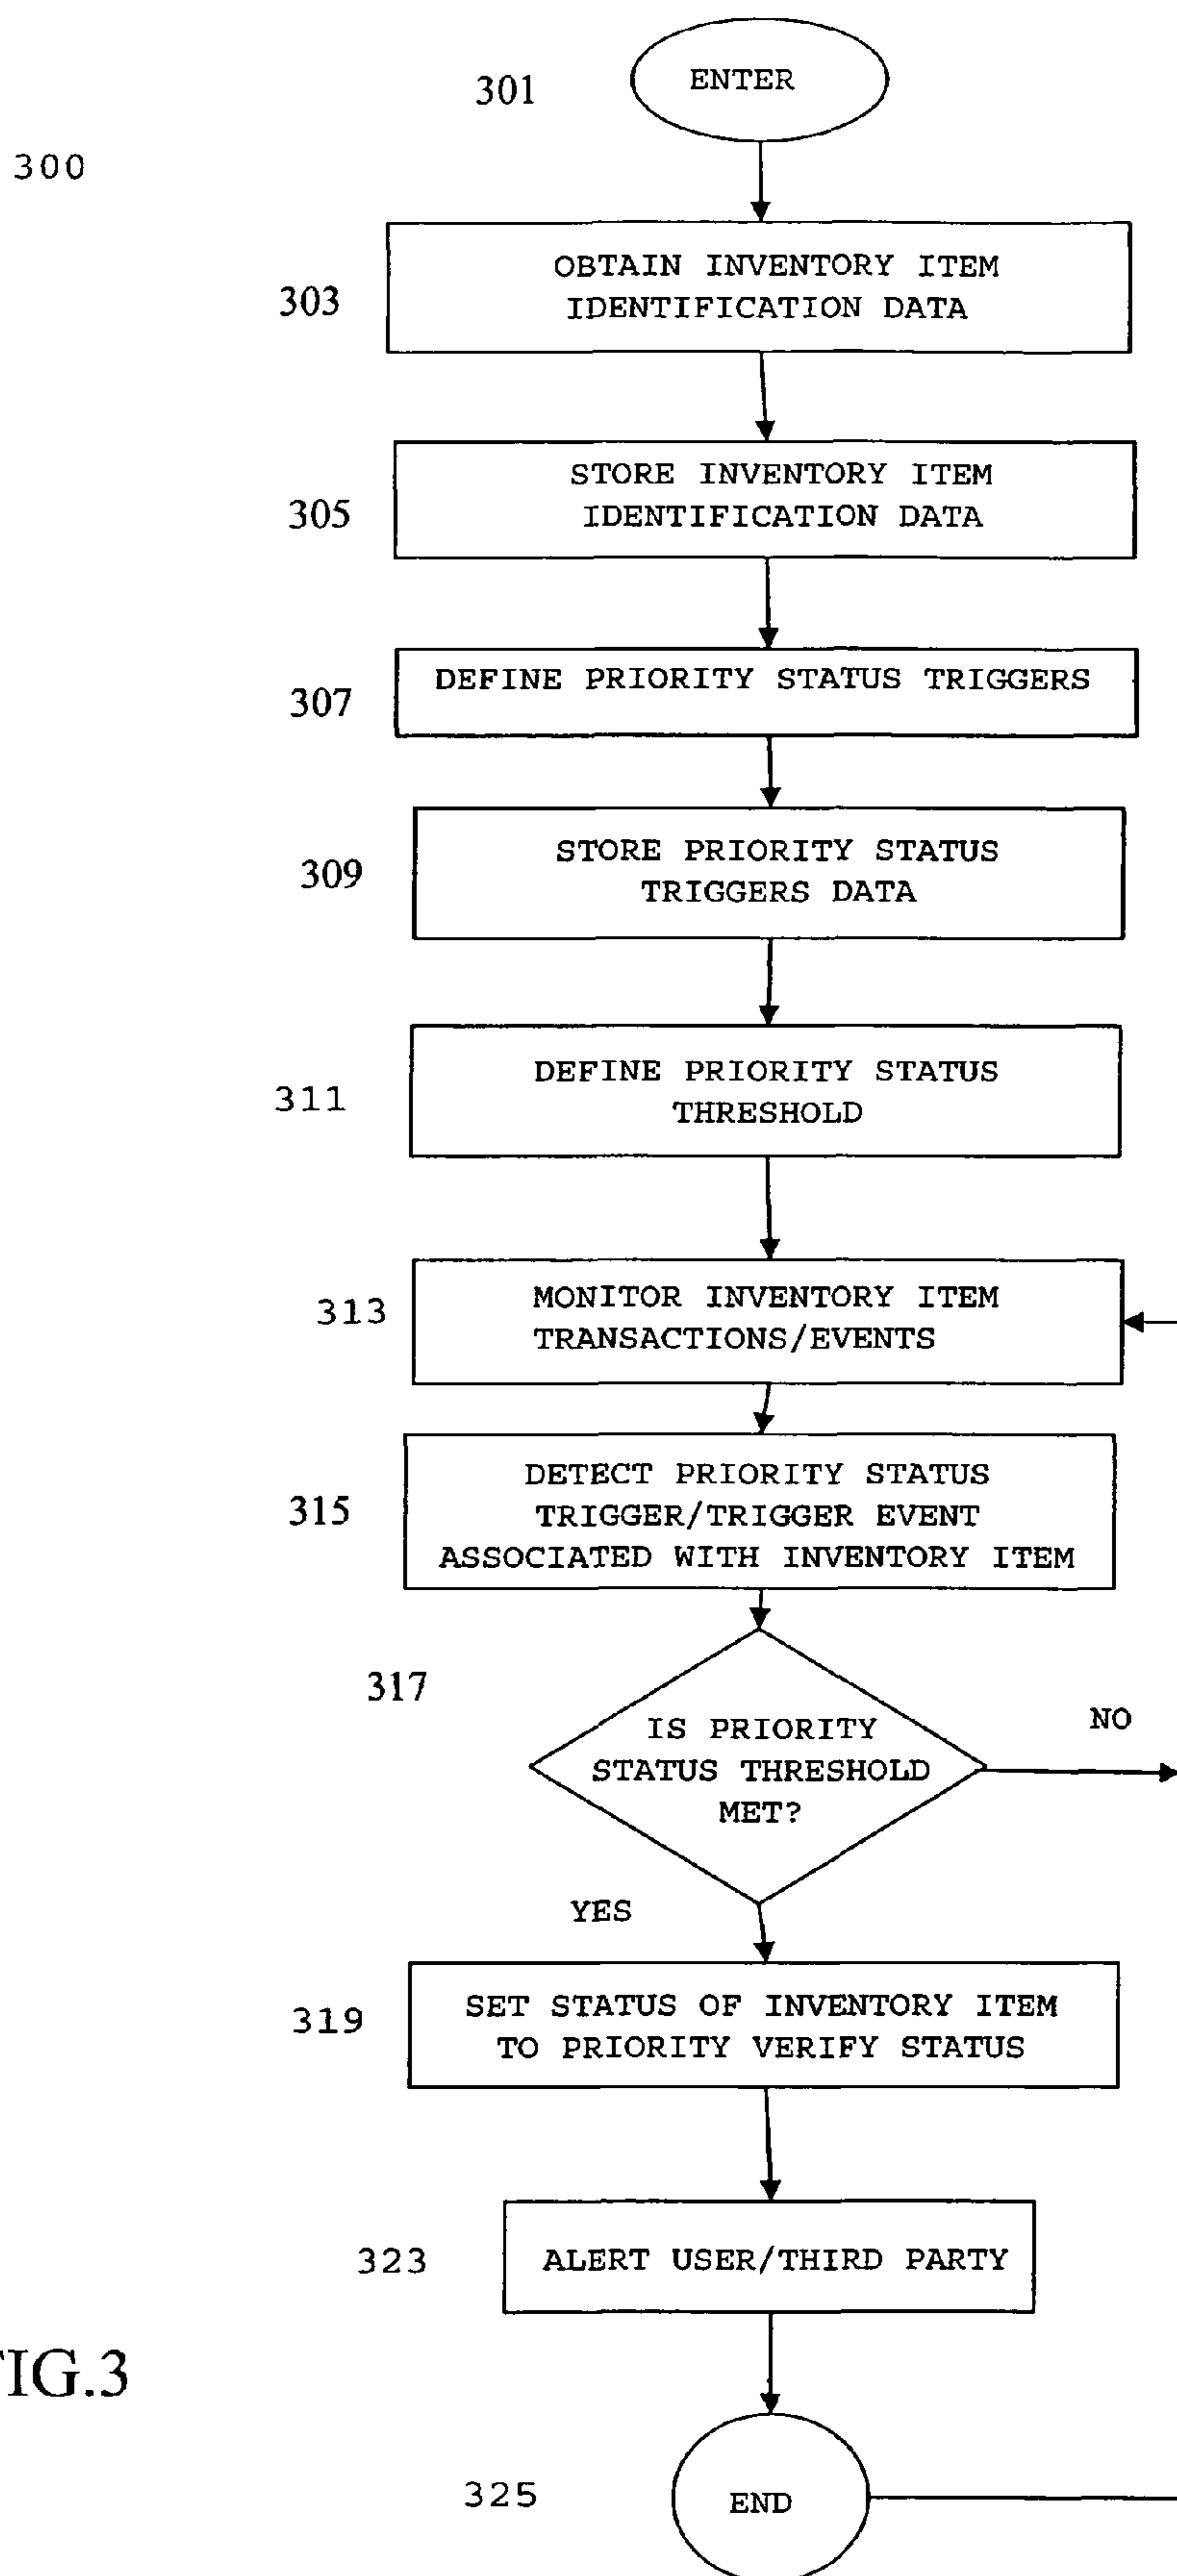 301
ENTER
300
OBTAIN INVENTORY ITEM
IDENTIFICATION DATA
303
STORE INVENTORY ITEM
IDENTIFICATION DATA
305
DEFINE PRIORITY STATUS TRIGGERS
307
STORE PRIORITY STATUS
TRIGGERS DATA
309
DEFINE PRIORITY STATUS
THRESHOLD
311
MONITOR INVENTORY ITEM
TRANSACTIONS/EVENTS
313
DETECT PRIORITY STATUS
TRIGGER/TRIGGER EVENT
ASSOCIATED WITH INVENTORY ITEM
315
317
IS PRIORITY
STATUS THRESHOLD
MET?
NO
YES
SET STATUS OF INVENTORY ITEM
TO PRIORITY VERIFY STATUS
319
ALERT USER/THIRD PARTY
323
IG.3
325
END